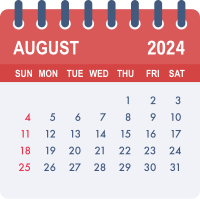 AUGUST 2024
SUN MON TUE WED THU FRI SAT
1 2 3
4 5 6 7 8 9 10
11 12 13 14 15 16 17
18 19 20 21 22 23 24
25 26 27 28 29 30 31